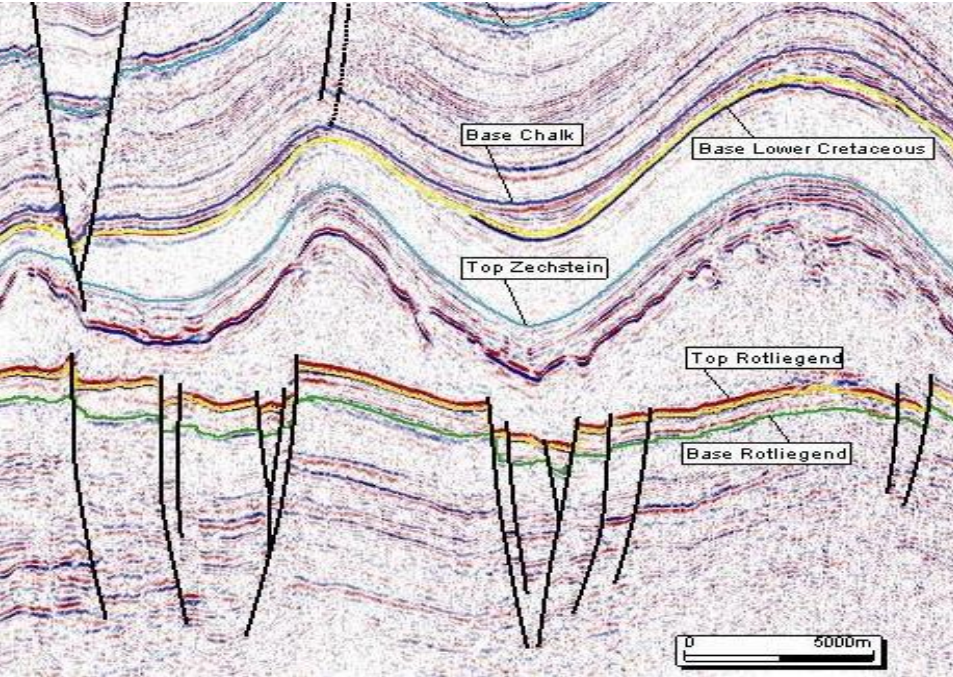 Base Chalk
Base Lower Cretaceous
Top Zechstein
Top Rotliegend
Base Rotliegend
0 5000m